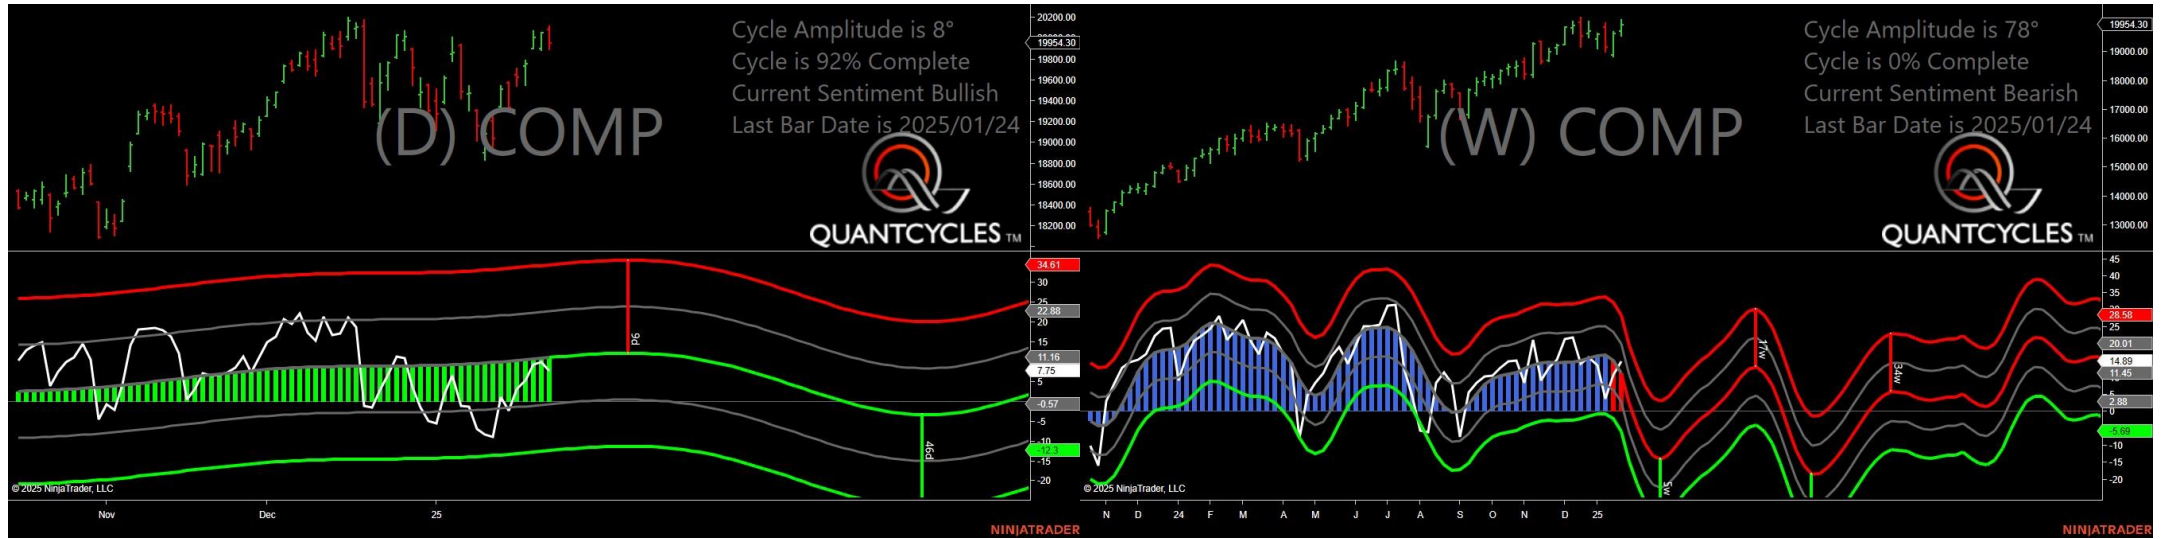 Cycle Amplitude is 8°
Cycle is 92% Complete
Current Sentiment Bullish
Last Bar Date is 2025/01/24
(D) COMP
QUANTCYCLES TM
20200.00
19954.30
19800.00
19600.00
19400.00
19200.00
19000.00
18800.00
18600.00
18400.00
18200.00
34.61
30
25
22.88
20
15
11.16
7.75
5
-0.57
-5
-10
-12.3
-15
-20
9d
46d
© 2025 NinjaTrader, LLC
Nov Dec 25
NINJATRADER
Cycle Amplitude is 78°
Cycle is 0% Complete
Current Sentiment Bearish
Last Bar Date is 2025/01/24
(W) COMP
QUANTCYCLES TM
19954.30
19000.00
18000.00
17000.00
16000.00
15000.00
14000.00
13000.00
45
40
35
28.58
25
20.01
14.89
11.45
2.88
0
-5.69
-10
-15
-20
5w
17w
34w
© 2025 NinjaTrader, LLC
N D 24 F M A M J J A S O N D 25
NINJATRADER